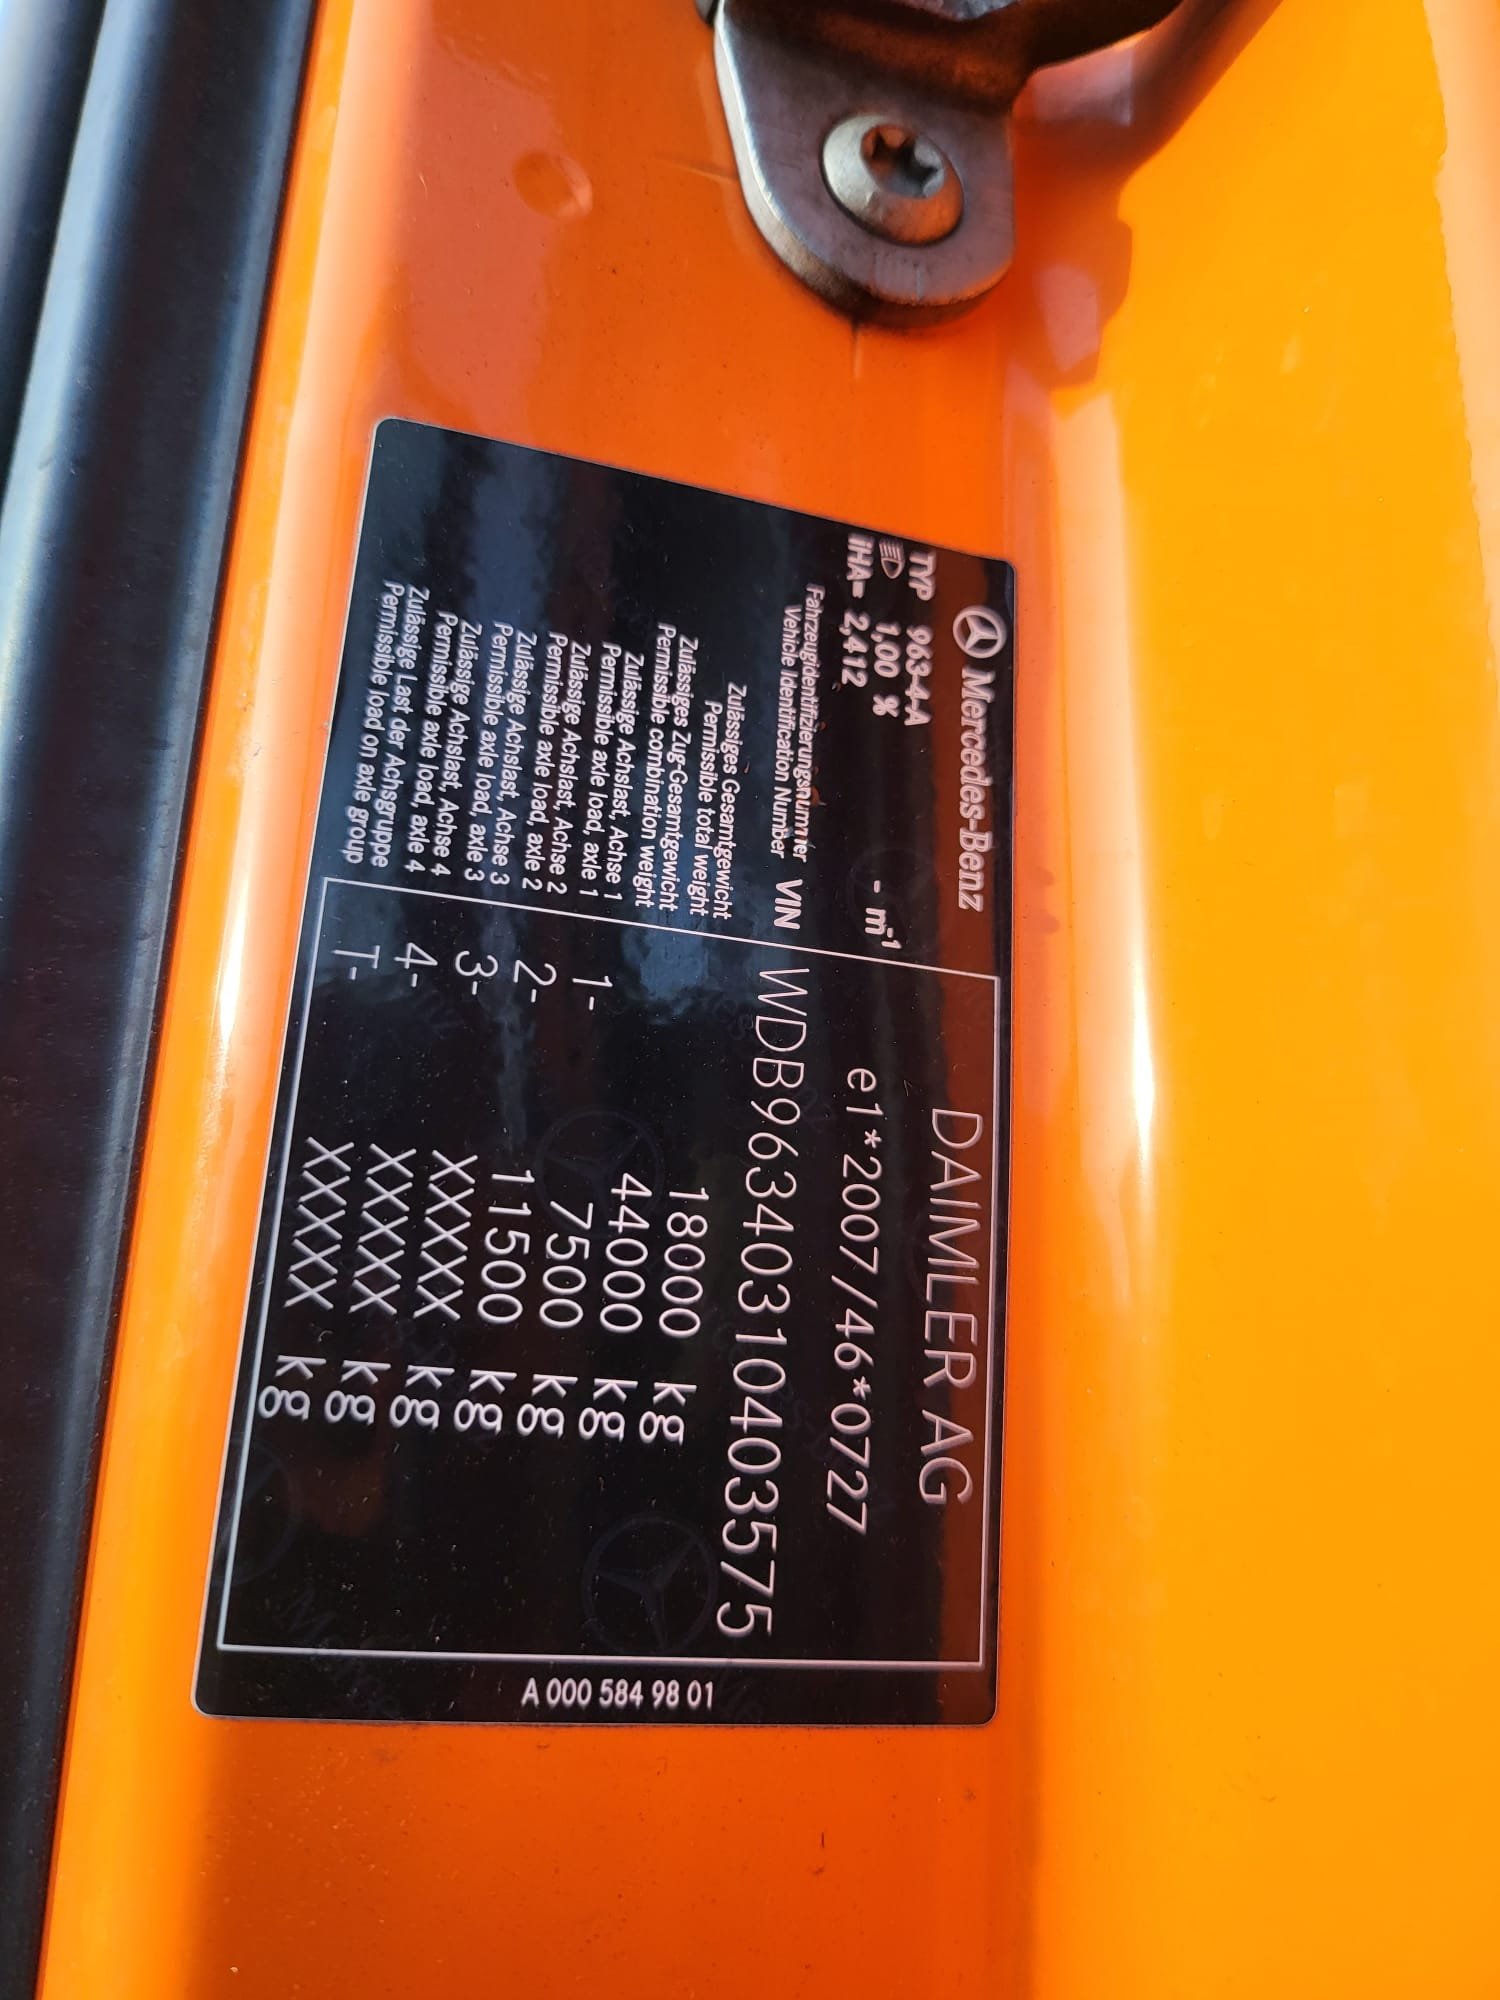 Mercedes-Benz
DAIMLER AG
TYP 963-4-A
1,00 %
- m-1
e1*2007/46*0727
iHA= 2,412
Fahrzeugidentifizierungsnummer
Vehicle Identification Number
VIN WDB96340310403575
Zulässiges Gesamtgewicht
Permissible total weight
18000 kg
Zulässiges Zug-Gesamtgewicht
Permissible combination weight
44000 kg
Zulässige Achslast, Achse 1
Permissible axle load, axle 1
1- 7500 kg
Zulässige Achslast, Achse 2
Permissible axle load, axle 2
2- 11500 kg
Zulässige Achslast, Achse 3
Permissible axle load, axle 3
3- XXXXX kg
Zulässige Achslast, Achse 4
Permissible axle load, axle 4
4- XXXXX kg
Zulässige Last der Achsgruppe
Permissible load on axle group
T- XXXXX kg
A 000 584 98 01